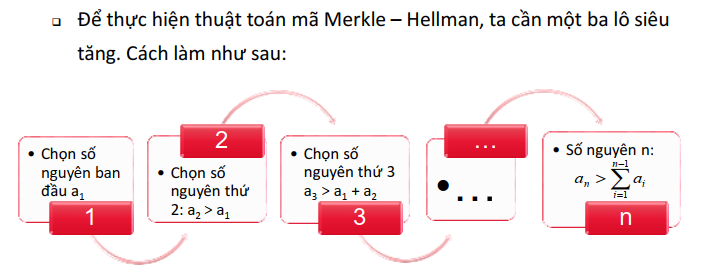 ❑ Để thực hiện thuật toán mã Merkle – Hellman, ta cần một ba lô siêu
tăng. Cách làm như sau:
• Chọn số
nguyên ban
đầu a₁
1
2
• Chọn số
nguyên thứ
2: a₂ > a₁
• Chọn số
nguyên thứ 3
a₃ > a₁ + a₂
3
...
• . . .
• Số nguyên n:
aₙ > ∑_{i=1}^{n−1} aᵢ
n